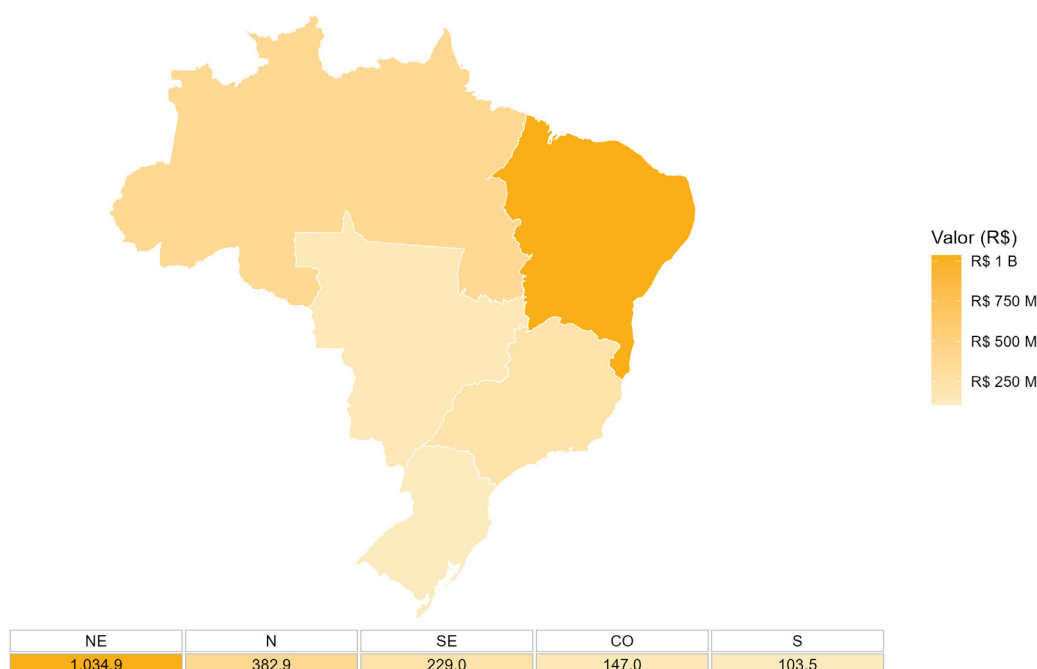 Valor (R$)
R$ 1 B
R$ 750 M
R$ 500 M
R$ 250 M
NE N SE CO S
1.034,9 382,9 229,0 147,0 103,5